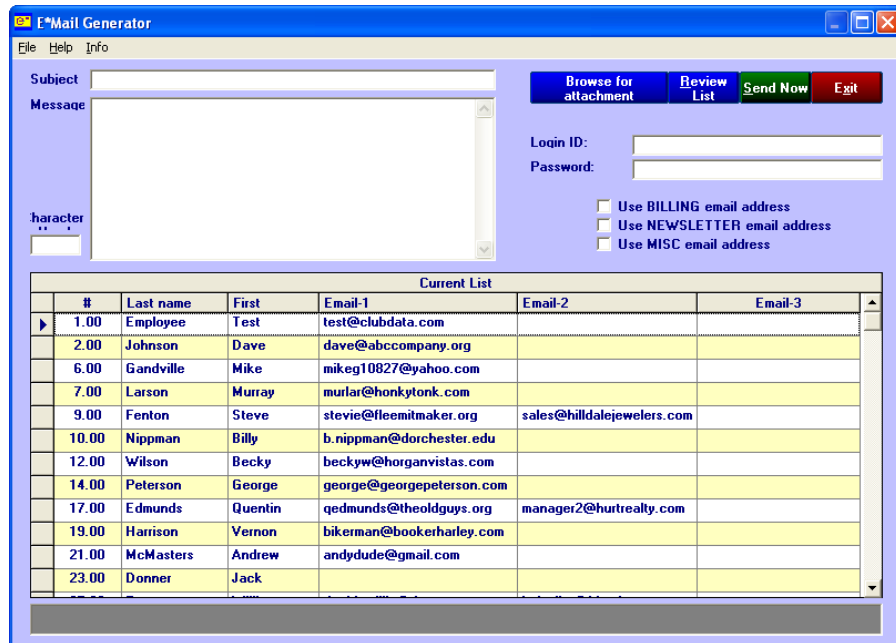 E*Mail Generator
File Help Info
Subject
Browse for attachment
Review List
Send Now
Exit
Message
Login ID:
Password:
Use BILLING email address
Use NEWSLETTER email address
Use MISC email address
Character
Current List
# Last name First Email-1 Email-2 Email-3
1.00 Employee Test test@clubdata.com
2.00 Johnson Dave dave@abccompany.org
6.00 Gandville Mike mikeg10827@yahoo.com
7.00 Larson Murray murlar@honkytonk.com
9.00 Fenton Steve stevie@fleemitmaker.org sales@hilldalejewelers.com
10.00 Nippman Billy b.nippman@dorchester.edu
12.00 Wilson Becky beckyw@horganvistas.com
14.00 Peterson George george@georgepeterson.com
17.00 Edmunds Quentin qedmunds@theoldguys.org manager2@hurtrealty.com
19.00 Harrison Vernon bikerman@bookerharley.com
21.00 McMasters Andrew andydude@gmail.com
23.00 Donner Jack